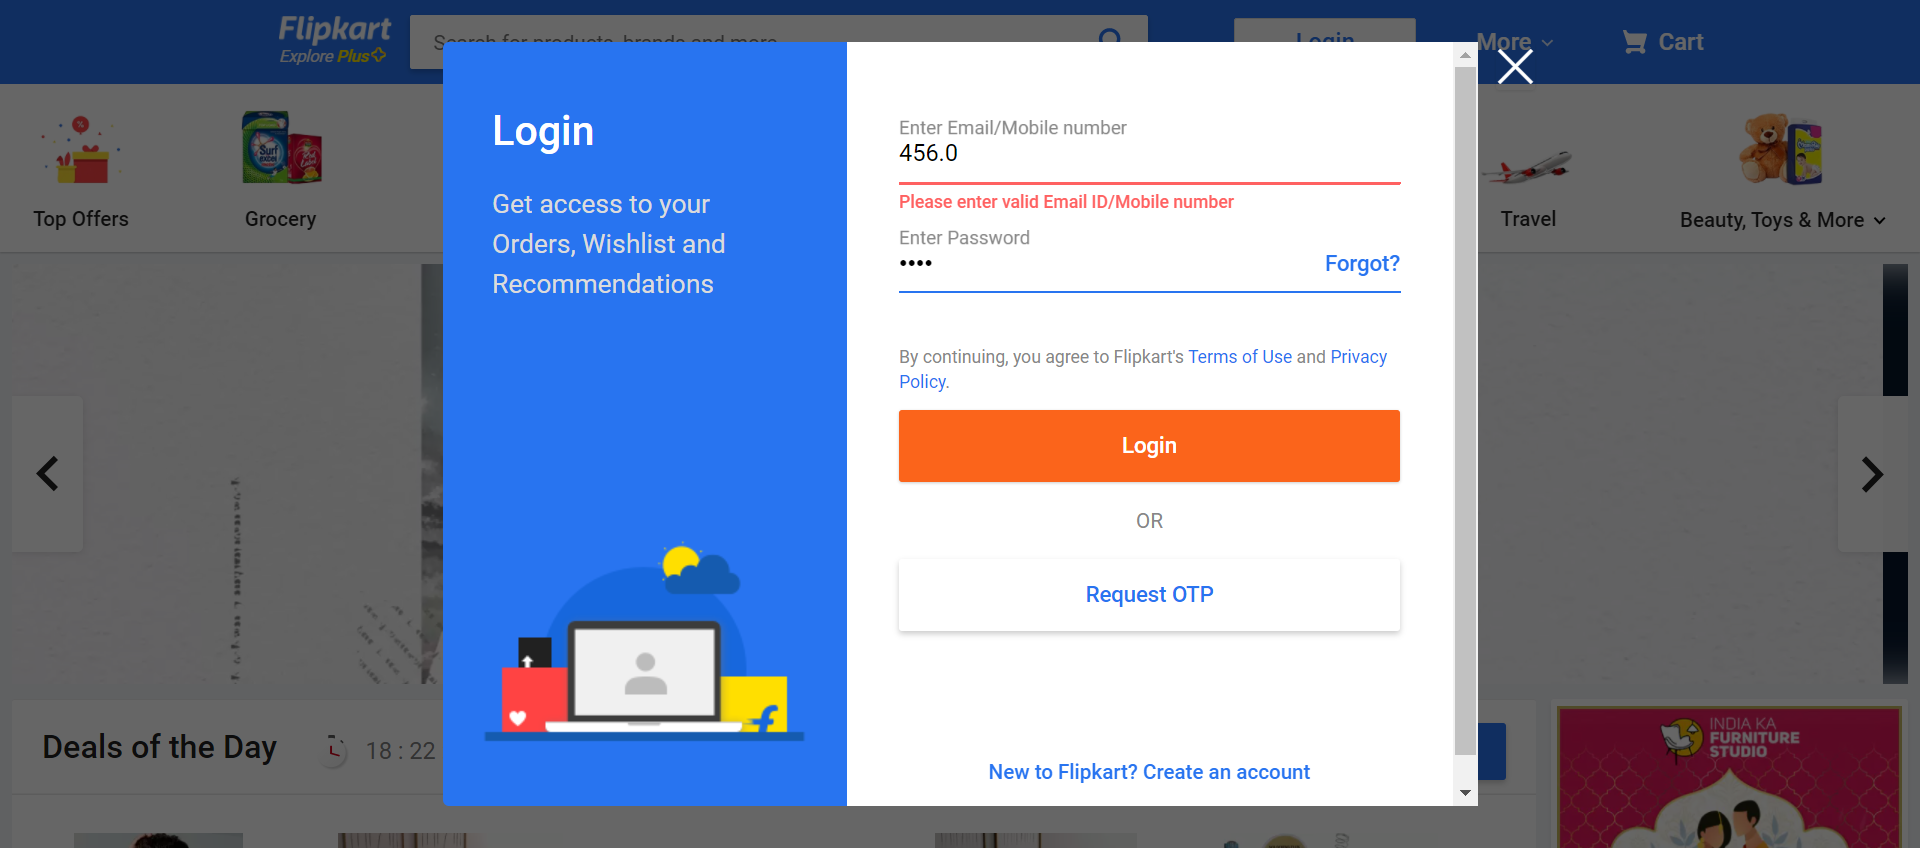 Flipkart
Explore Plus
Search for products, brands and more
Login
More
Cart
Top Offers
Grocery
Travel
Beauty, Toys & More
Login
Get access to your
Orders, Wishlist and
Recommendations
Enter Email/Mobile number
456.0
Please enter valid Email ID/Mobile number
Enter Password
••••
Forgot?
By continuing, you agree to Flipkart's Terms of Use and Privacy
Policy.
Login
OR
Request OTP
New to Flipkart? Create an account
Deals of the Day
18 : 22
INDIA KA
FURNITURE
STUDIO